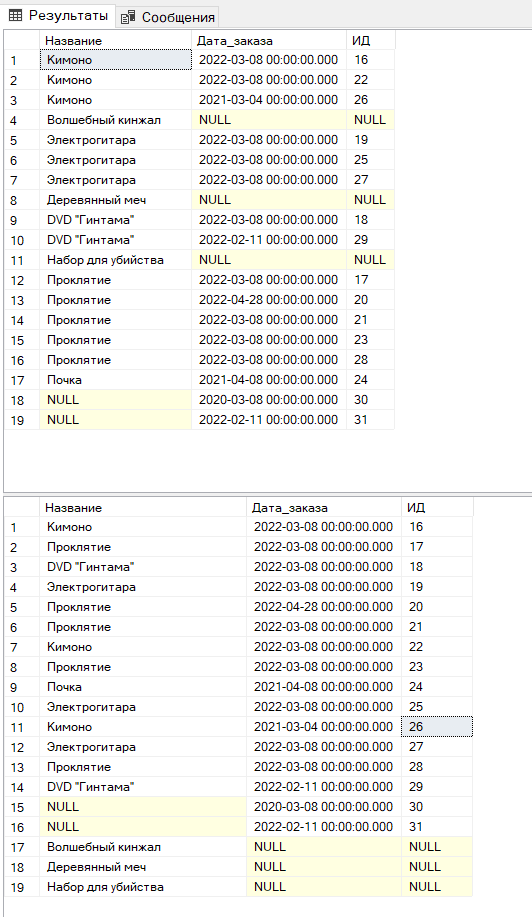 Результаты Сообщения
Название Дата_заказа ИД
1 Кимоно 2022-03-08 00:00:00.000 16
2 Кимоно 2022-03-08 00:00:00.000 22
3 Кимоно 2021-03-04 00:00:00.000 26
4 Волшебный кинжал NULL NULL
5 Электрогитара 2022-03-08 00:00:00.000 19
6 Электрогитара 2022-03-08 00:00:00.000 25
7 Электрогитара 2022-03-08 00:00:00.000 27
8 Деревянный меч NULL NULL
9 DVD "Гинтама" 2022-03-08 00:00:00.000 18
10 DVD "Гинтама" 2022-02-11 00:00:00.000 29
11 Набор для убийства NULL NULL
12 Проклятие 2022-03-08 00:00:00.000 17
13 Проклятие 2022-04-28 00:00:00.000 20
14 Проклятие 2022-03-08 00:00:00.000 21
15 Проклятие 2022-03-08 00:00:00.000 23
16 Проклятие 2022-03-08 00:00:00.000 28
17 Почка 2021-04-08 00:00:00.000 24
18 NULL 2020-03-08 00:00:00.000 30
19 NULL 2022-02-11 00:00:00.000 31
Название Дата_заказа ИД
1 Кимоно 2022-03-08 00:00:00.000 16
2 Проклятие 2022-03-08 00:00:00.000 17
3 DVD "Гинтама" 2022-03-08 00:00:00.000 18
4 Электрогитара 2022-03-08 00:00:00.000 19
5 Проклятие 2022-04-28 00:00:00.000 20
6 Проклятие 2022-03-08 00:00:00.000 21
7 Кимоно 2022-03-08 00:00:00.000 22
8 Проклятие 2022-03-08 00:00:00.000 23
9 Почка 2021-04-08 00:00:00.000 24
10 Электрогитара 2022-03-08 00:00:00.000 25
11 Кимоно 2021-03-04 00:00:00.000 26
12 Электрогитара 2022-03-08 00:00:00.000 27
13 Проклятие 2022-03-08 00:00:00.000 28
14 DVD "Гинтама" 2022-02-11 00:00:00.000 29
15 NULL 2020-03-08 00:00:00.000 30
16 NULL 2022-02-11 00:00:00.000 31
17 Волшебный кинжал NULL NULL
18 Деревянный меч NULL NULL
19 Набор для убийства NULL NULL